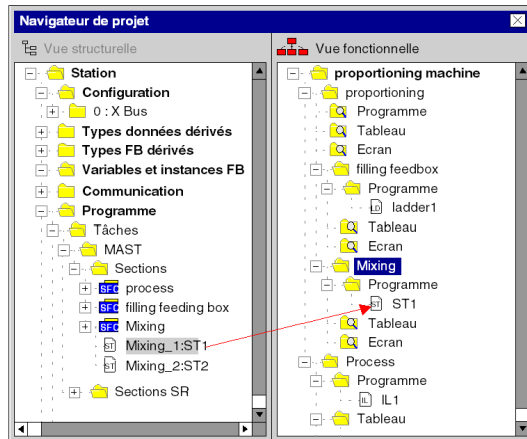 Navigateur de projet
Vue structurelle
Station
Configuration
0 : X Bus
Types données dérivés
Types FB dérivés
Variables et instances FB
Communication
Programme
Tâches
MAST
Sections
SFC process
SFC filling feeding box
SFC Mixing
ST Mixing_1:ST1
ST Mixing_2:ST2
Sections SR
Vue fonctionnelle
proportioning machine
proportioning
Programme
Tableau
Ecran
filling feedbox
Programme
LD ladder1
Tableau
Ecran
Mixing
Programme
ST ST1
Tableau
Ecran
Process
Programme
IL IL1
Tableau